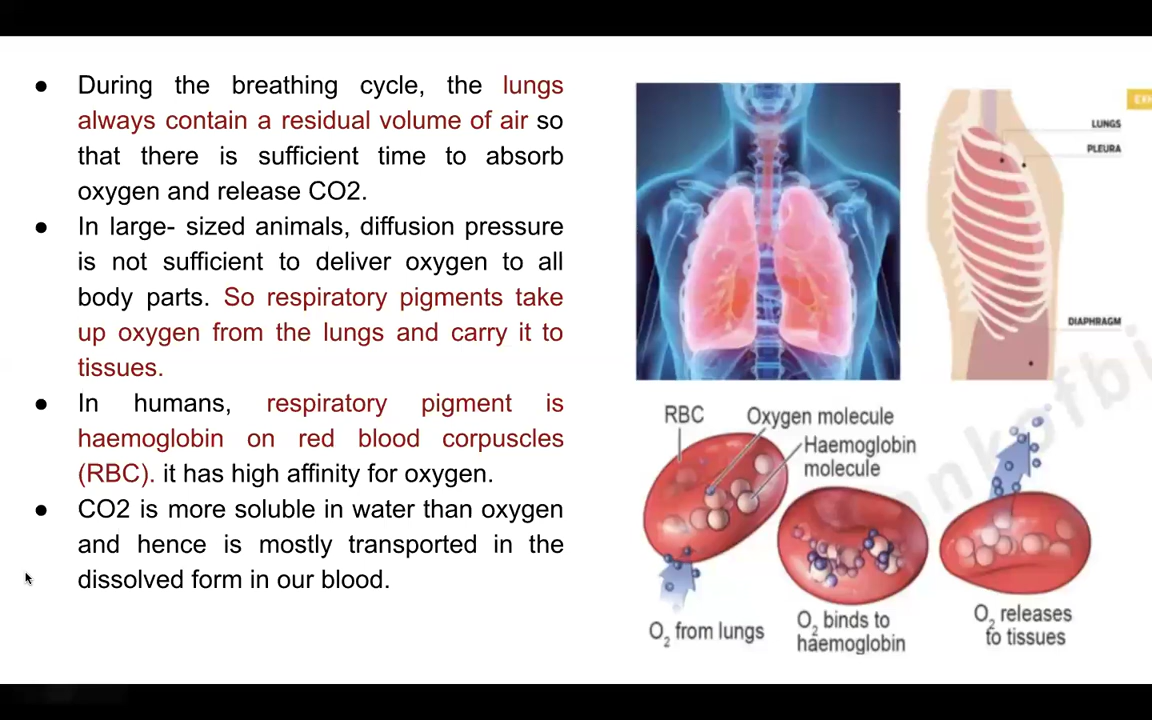 ● During the breathing cycle, the lungs
always contain a residual volume of air so
that there is sufficient time to absorb
oxygen and release CO2.
● In large- sized animals, diffusion pressure
is not sufficient to deliver oxygen to all
body parts. So respiratory pigments take
up oxygen from the lungs and carry it to
tissues.
● In humans, respiratory pigment is
haemoglobin on red blood corpuscles
(RBC). it has high affinity for oxygen.
● CO2 is more soluble in water than oxygen
and hence is mostly transported in the
dissolved form in our blood.
LUNGS
PLEURA
DIAPHRAGM
RBC
Oxygen molecule
Haemoglobin
molecule
O₂ from lungs
O₂ binds to
haemoglobin
O₂ releases
to tissues